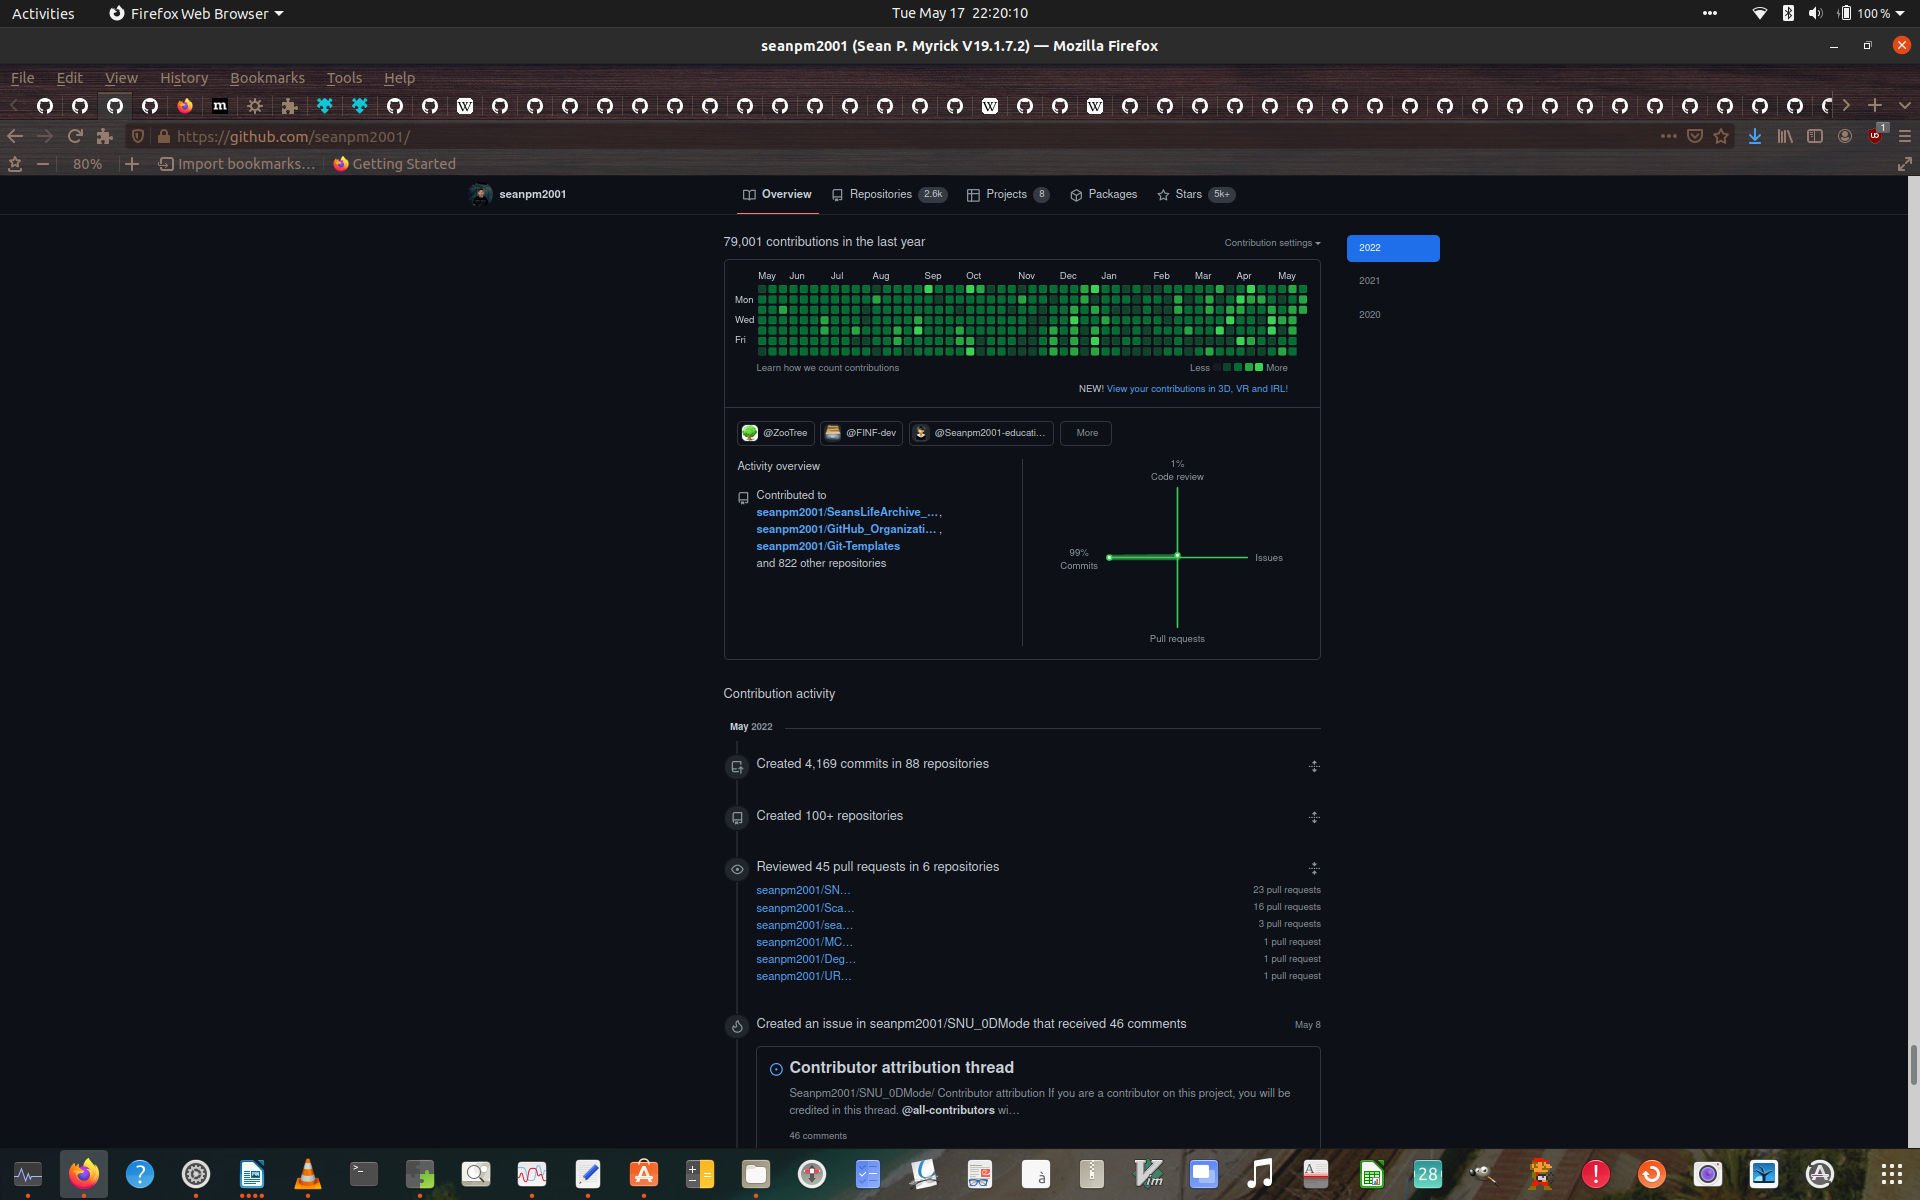 Activities
Firefox Web Browser
Tue May 17 22:20:10
100 %
seanpm2001 (Sean P. Myrick V19.1.7.2) — Mozilla Firefox
File Edit View History Bookmarks Tools Help
https://github.com/seanpm2001/
1
80%
Import bookmarks...
Getting Started
seanpm2001
Overview
Repositories 2.6k
Projects 8
Packages
Stars 5k+
79,001 contributions in the last year
Contribution settings
2022
2021
2020
May Jun Jul Aug Sep Oct Nov Dec Jan Feb Mar Apr May
Mon
Wed
Fri
Learn how we count contributions
Less More
NEW! View your contributions in 3D, VR and IRL!
@ZooTree
@FINF-dev
@Seanpm2001-educati...
More
Activity overview
Contributed to
seanpm2001/SeansLifeArchive_... ,
seanpm2001/GitHub_Organizati... ,
seanpm2001/Git-Templates
and 822 other repositories
1%
Code review
99%
Commits
Issues
Pull requests
Contribution activity
May 2022
Created 4,169 commits in 88 repositories
Created 100+ repositories
Reviewed 45 pull requests in 6 repositories
seanpm2001/SN... 23 pull requests
seanpm2001/Sca... 16 pull requests
seanpm2001/sea... 3 pull requests
seanpm2001/MC... 1 pull request
seanpm2001/Deg... 1 pull request
seanpm2001/UR... 1 pull request
Created an issue in seanpm2001/SNU_0DMode that received 46 comments May 8
Contributor attribution thread
Seanpm2001/SNU_0DMode/ Contributor attribution If you are a contributor on this project, you will be
credited in this thread. @all-contributors wi...
46 comments
28